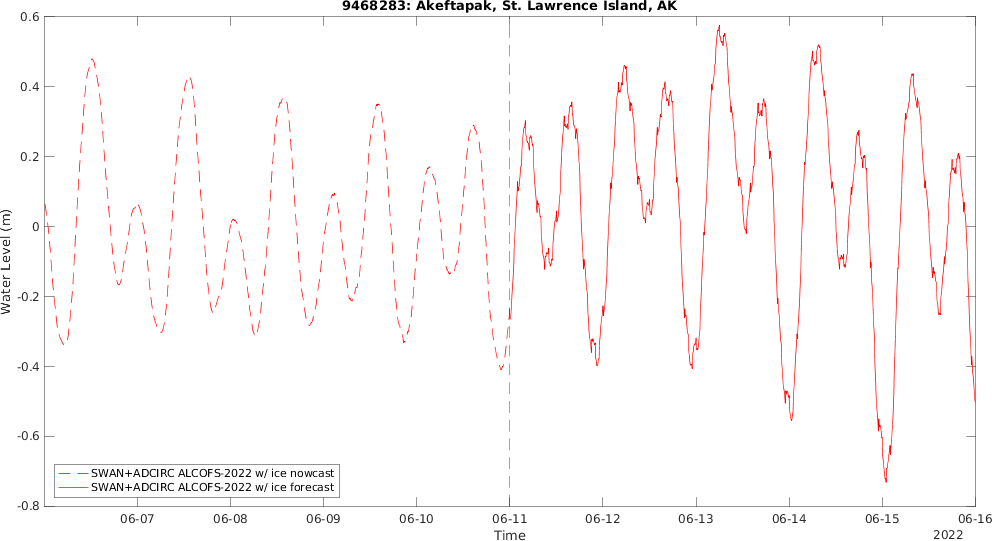 9468283: Akeftapak, St. Lawrence Island, AK
0.6
0.4
0.2
0
-0.2
-0.4
-0.6
-0.8
Water Level (m)
SWAN+ADCIRC ALCOFS-2022 w/ ice nowcast
SWAN+ADCIRC ALCOFS-2022 w/ ice forecast
06-07 06-08 06-09 06-10 06-11 06-12 06-13 06-14 06-15 06-16
Time
2022